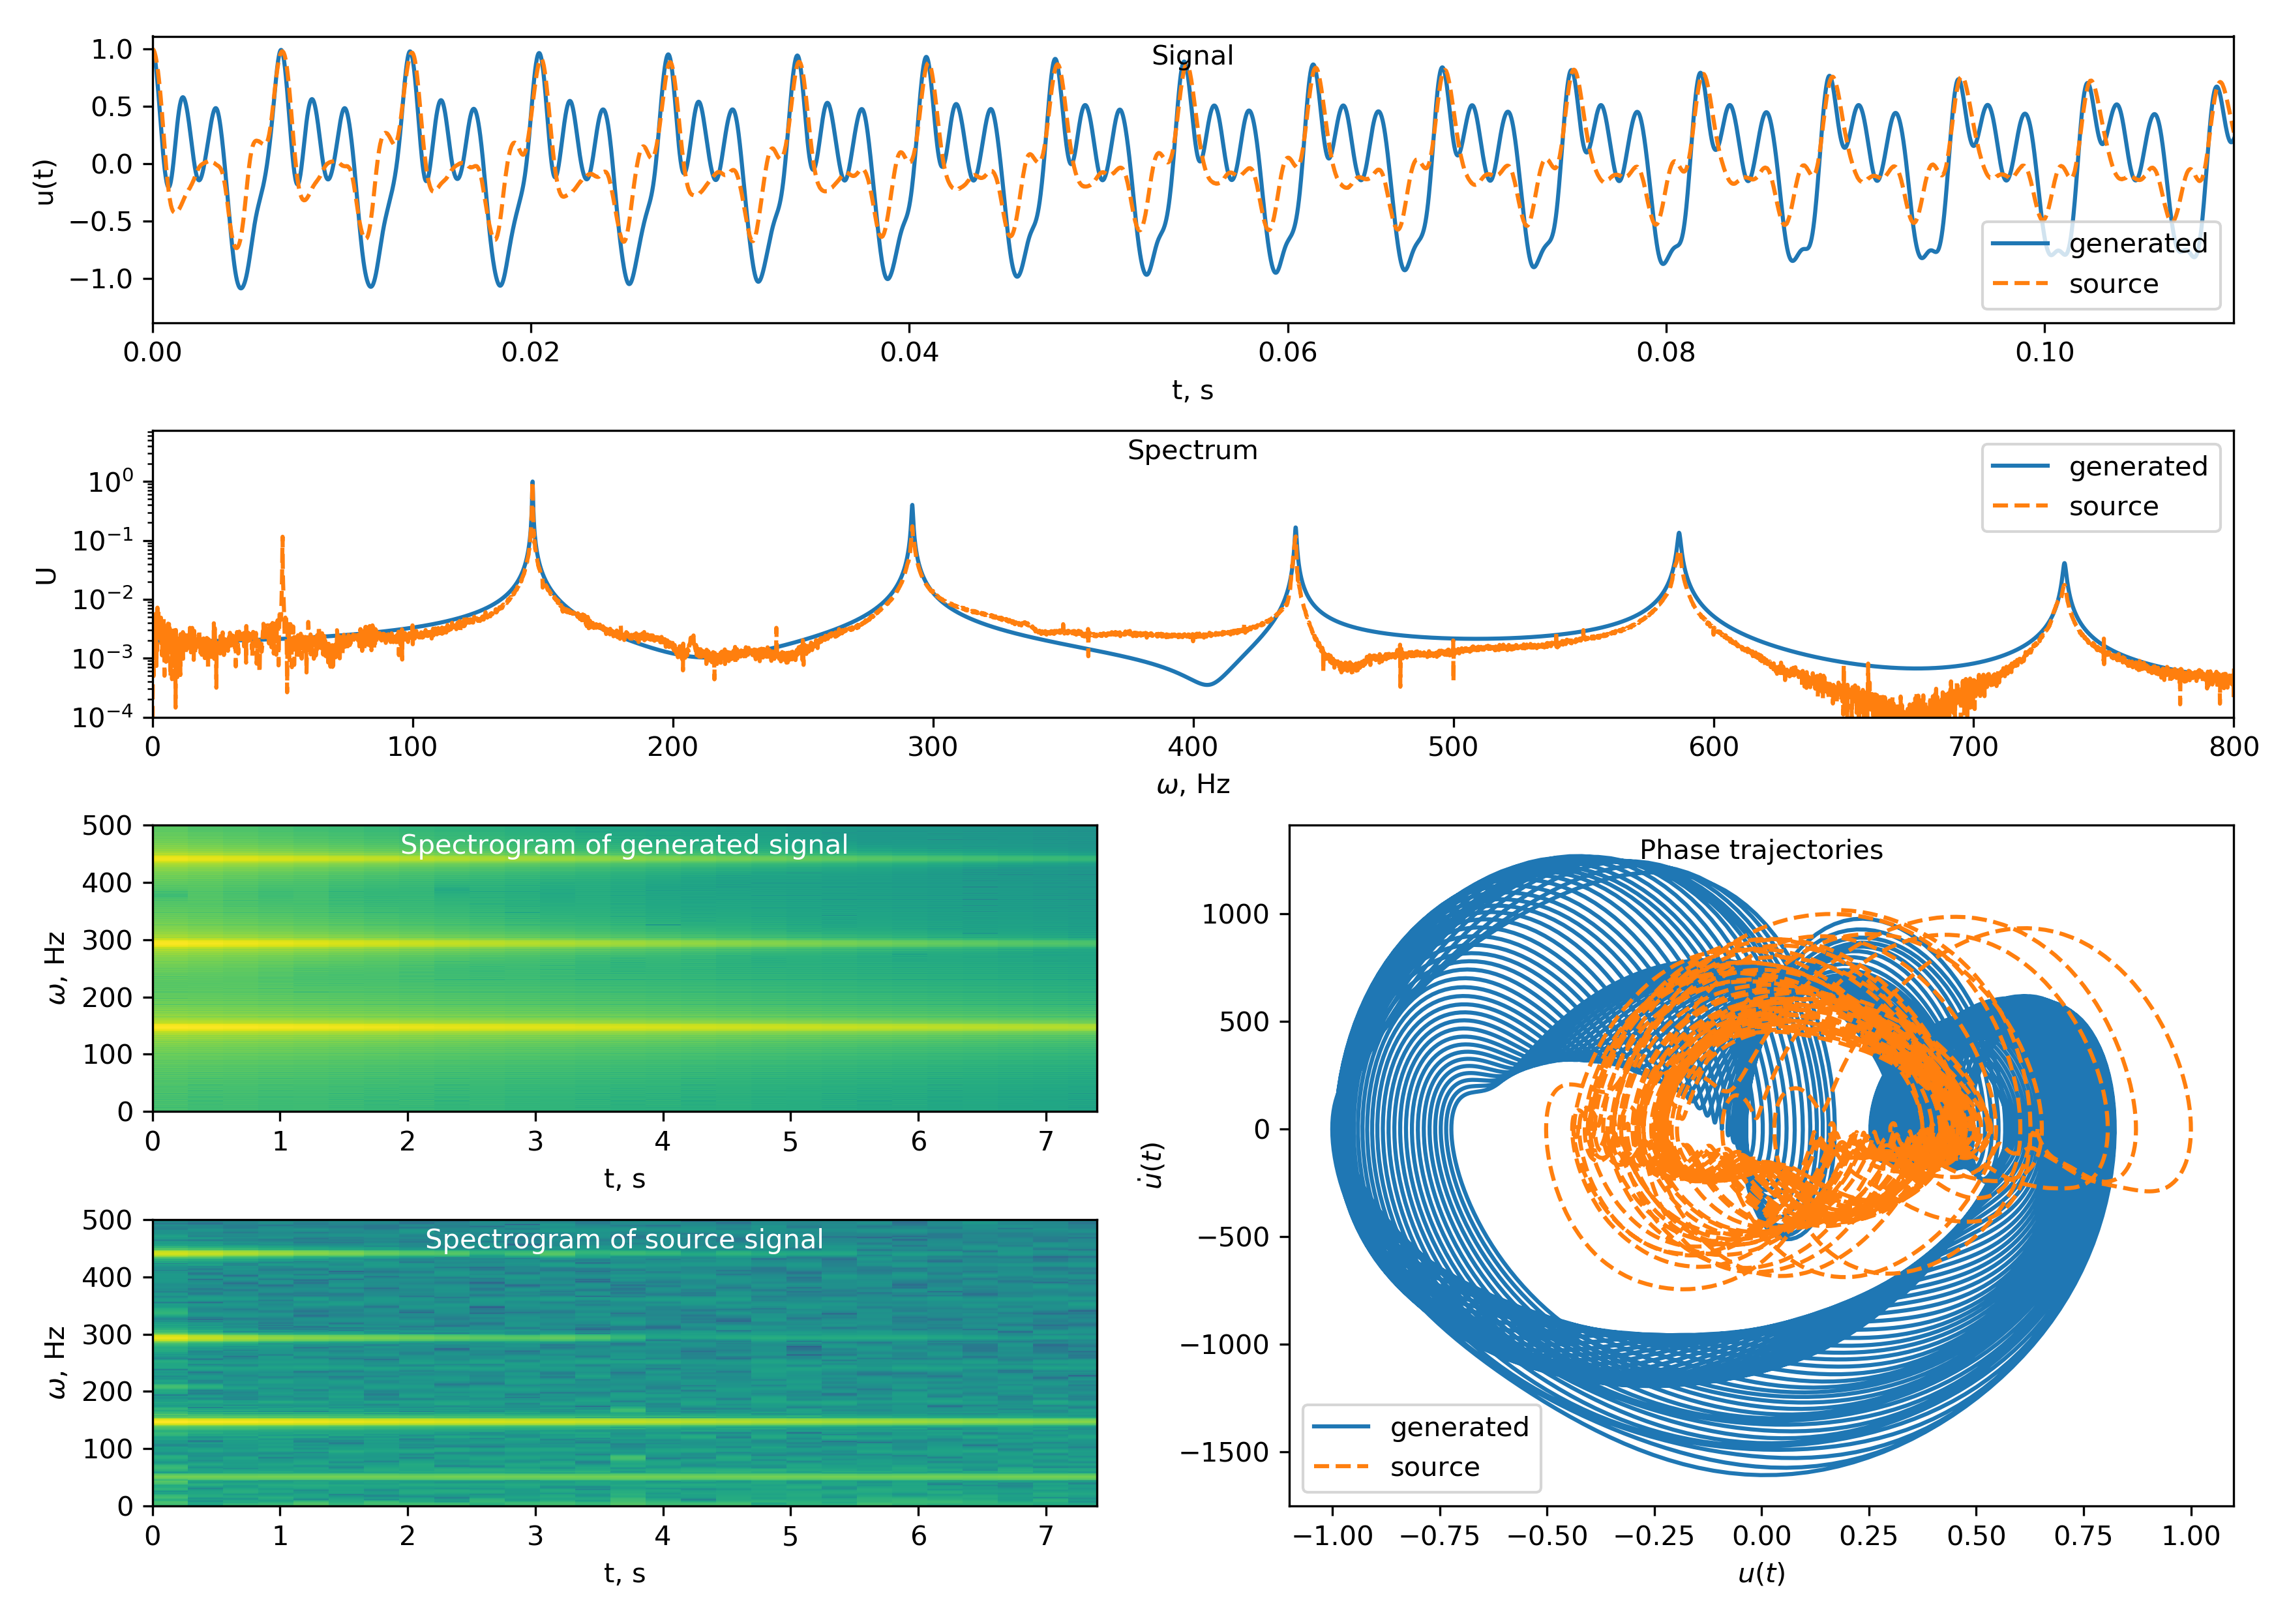 Signal
1.0
0.5
0.0
−0.5
−1.0
u(t)
generated
source
0.00 0.02 0.04 0.06 0.08 0.10
t, s
Spectrum
10⁰
10⁻¹
10⁻²
10⁻³
10⁻⁴
U
generated
source
0 100 200 300 400 500 600 700 800
ω, Hz
Spectrogram of generated signal
500
400
300
200
100
0
ω, Hz
0 1 2 3 4 5 6 7
t, s
Spectrogram of source signal
500
400
300
200
100
0
ω, Hz
0 1 2 3 4 5 6 7
t, s
Phase trajectories
1000
500
0
−500
−1000
−1500
u̇(t)
generated
source
−1.00 −0.75 −0.50 −0.25 0.00 0.25 0.50 0.75 1.00
u(t)